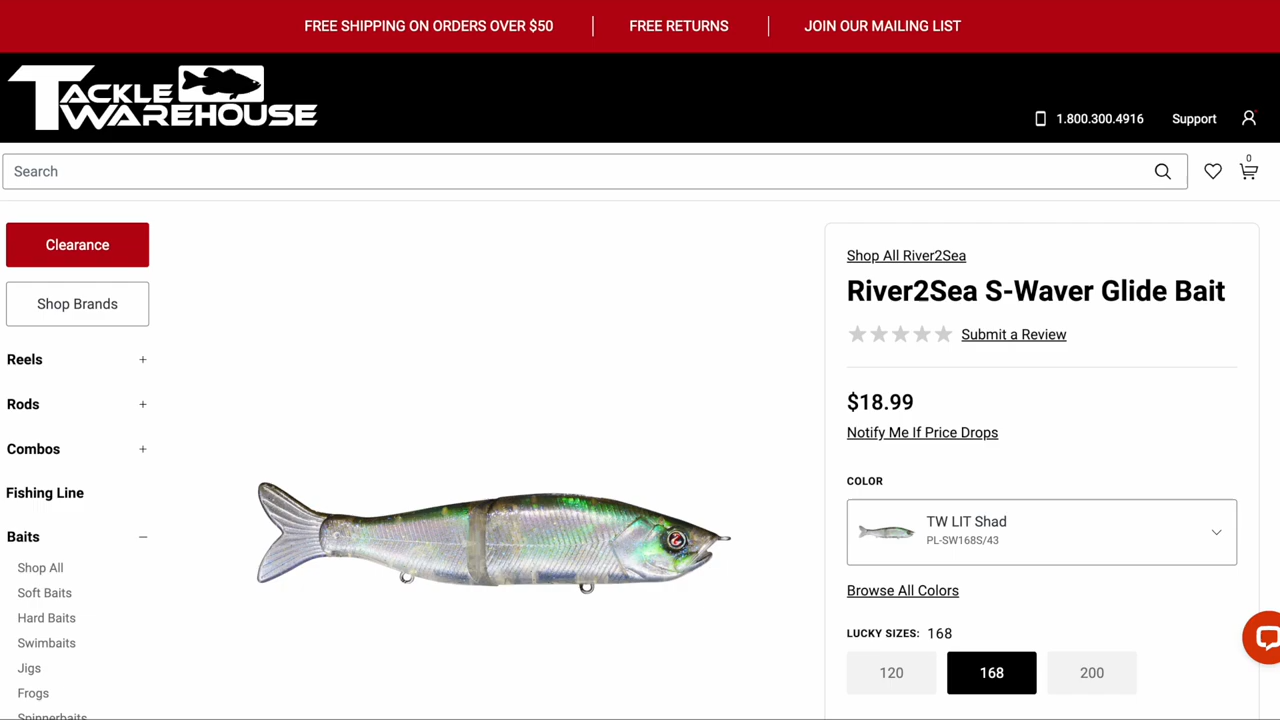 FREE SHIPPING ON ORDERS OVER $50
FREE RETURNS
JOIN OUR MAILING LIST
TACKLE
WAREHOUSE
1.800.300.4916
Support
Search
0
Clearance
Shop Brands
Reels +
Rods +
Combos +
Fishing Line
Baits –
Shop All
Soft Baits
Hard Baits
Swimbaits
Jigs
Frogs
Spinnerbaits
Shop All River2Sea
River2Sea S-Waver Glide Bait
Submit a Review
$18.99
Notify Me If Price Drops
COLOR
TW LIT Shad
PL-SW168S/43
Browse All Colors
LUCKY SIZES: 168
120 168 200